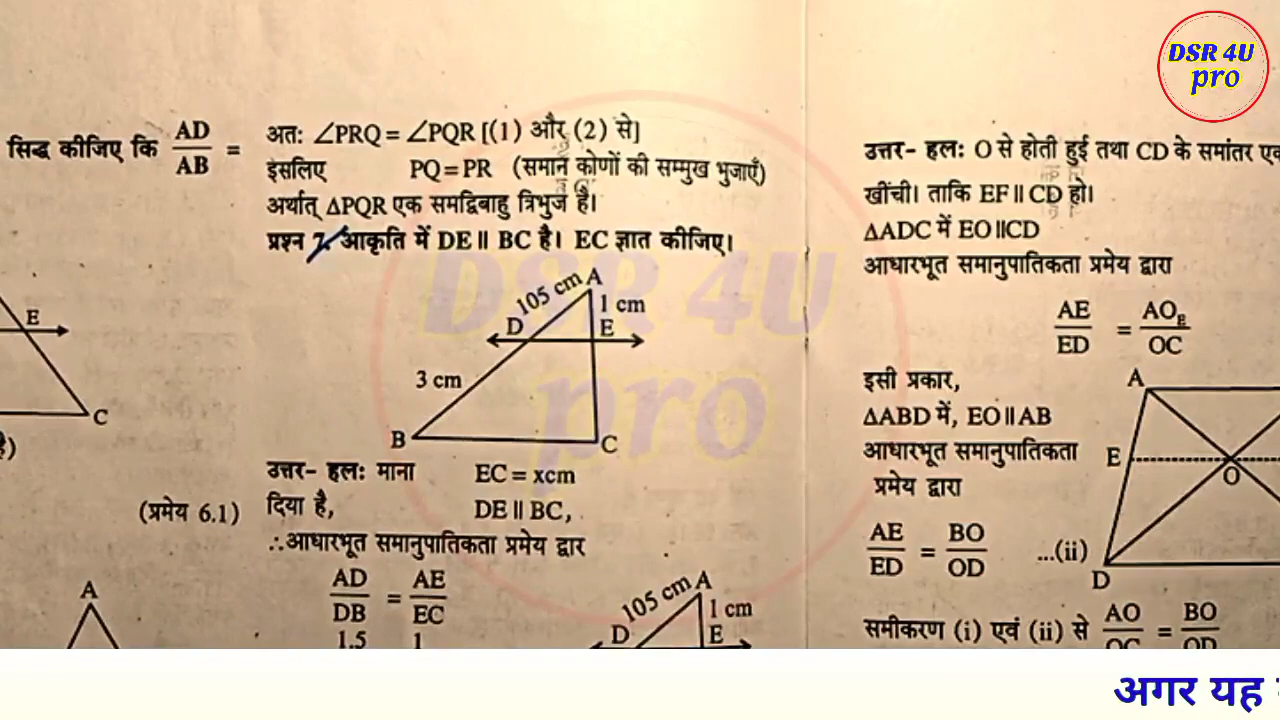 सिद्ध कीजिए कि AD/AB =
E
C
है)
(प्रमेय 6.1)
A
अतः ∠PRQ = ∠PQR [(1) और (2) से]
इसलिए PQ = PR (समान कोणों की सम्मुख भुजाएँ)
अर्थात् ΔPQR एक समद्विबाहु त्रिभुज है।
प्रश्न 7. आकृति में DE || BC है। EC ज्ञात कीजिए।
105 cm A
1 cm
D E
3 cm
B C
उत्तर- हलः माना EC = xcm
दिया है, DE || BC,
∴आधारभूत समानुपातिकता प्रमेय द्वार
AD/DB = AE/EC
1.5 1
105 cm A
1 cm
D E
उत्तर- हलः O से होती हुई तथा CD के समांतर एक
खींची। ताकि EF || CD हो।
ΔADC में EO ||CD
आधारभूत समानुपातिकता प्रमेय द्वारा
AE/ED = AO/OC
E
इसी प्रकार,
ΔABD में, EO || AB
आधारभूत समानुपातिकता
प्रमेय द्वारा
AE/ED = BO/OD ...(ii)
A
E
O
D
समीकरण (i) एवं (ii) से AO/OC = BO/OD
DSR 4U
pro
DSR 4U
pro
अगर यह